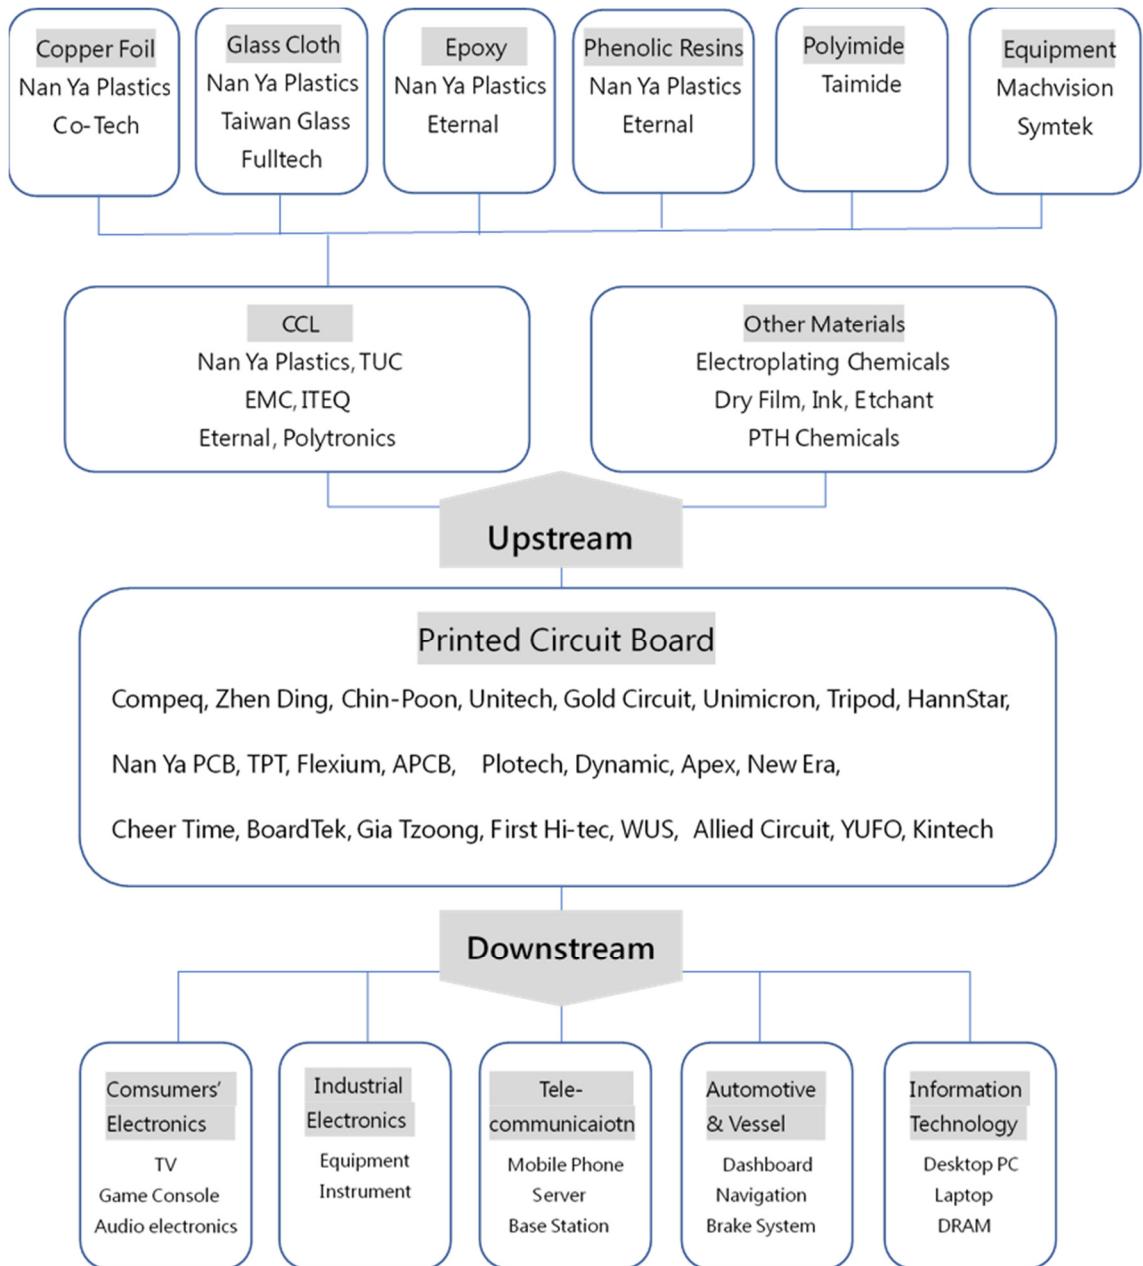 Copper Foil
Nan Ya Plastics
Co-Tech
Glass Cloth
Nan Ya Plastics
Taiwan Glass
Fulltech
Epoxy
Nan Ya Plastics
Eternal
Phenolic Resins
Nan Ya Plastics
Eternal
Polyimide
Taimide
Equipment
Machvision
Symtek
CCL
Nan Ya Plastics, TUC
EMC, ITEQ
Eternal, Polytronics
Other Materials
Electroplating Chemicals
Dry Film, Ink, Etchant
PTH Chemicals
Upstream
Printed Circuit Board
Compeq, Zhen Ding, Chin-Poon, Unitech, Gold Circuit, Unimicron, Tripod, HannStar,
Nan Ya PCB, TPT, Flexium, APCB, Plotech, Dynamic, Apex, New Era,
Cheer Time, BoardTek, Gia Tzoong, First Hi-tec, WUS, Allied Circuit, YUFO, Kintech
Downstream
Comsumers'
Electronics
TV
Game Console
Audio electronics
Industrial
Electronics
Equipment
Instrument
Tele-
communicaiotn
Mobile Phone
Server
Base Station
Automotive
& Vessel
Dashboard
Navigation
Brake System
Information
Technology
Desktop PC
Laptop
DRAM